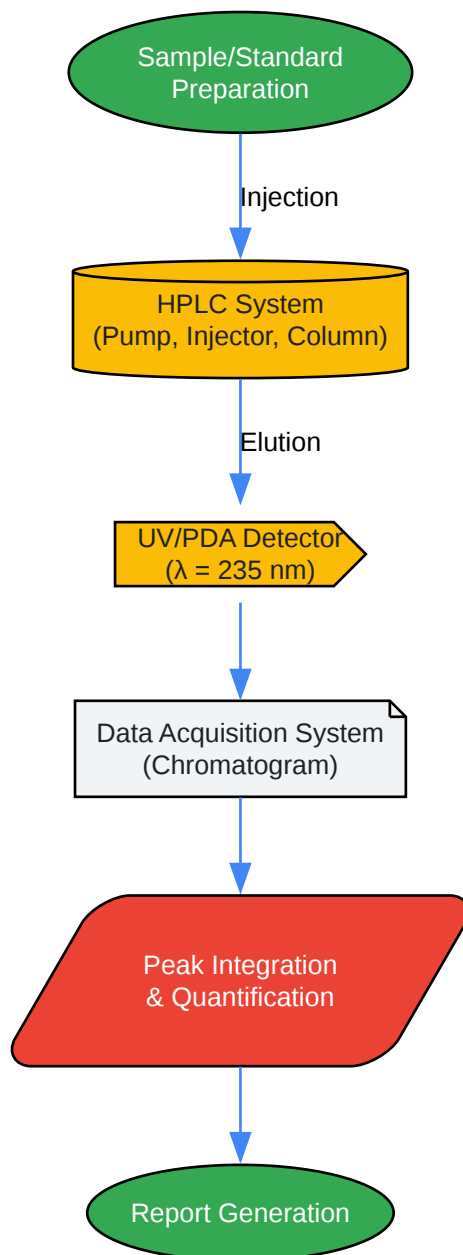 Sample/Standard
Preparation
Injection
HPLC System
(Pump, Injector, Column)
Elution
UV/PDA Detector
(λ = 235 nm)
Data Acquisition System
(Chromatogram)
Peak Integration
& Quantification
Report Generation